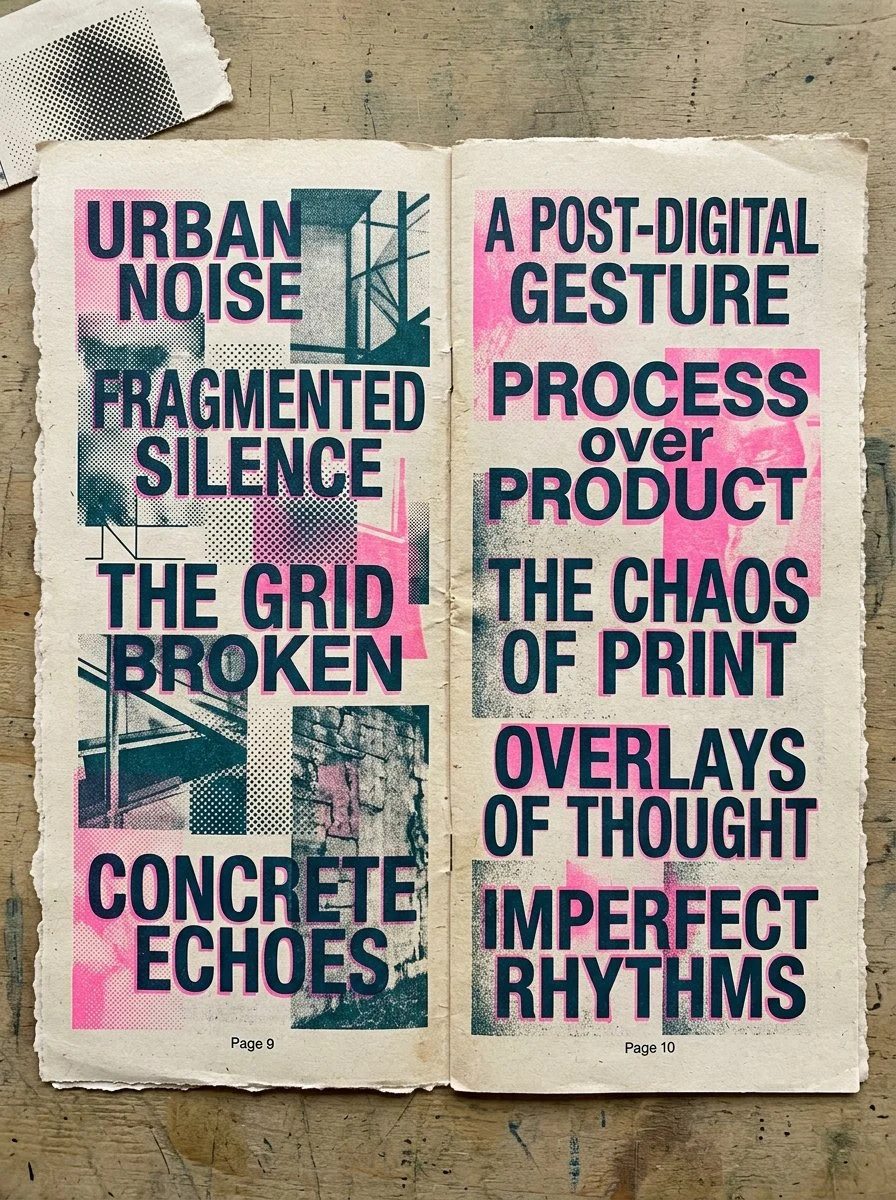 URBAN
NOISE
FRAGMENTED
SILENCE
THE GRID
BROKEN
CONCRETE
ECHOES
Page 9
A POST-DIGITAL
GESTURE
PROCESS
over
PRODUCT
THE CHAOS
OF PRINT
OVERLAYS
OF THOUGHT
IMPERFECT
RHYTHMS
Page 10